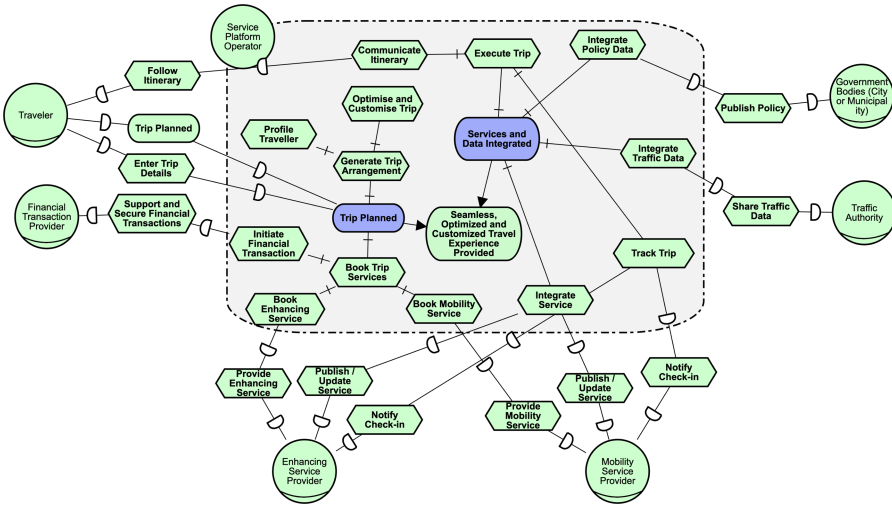 Service
Platform
Operator
Communicate
Itinerary
Execute Trip
Integrate
Policy Data
Follow
Itinerary
Government
Bodies (City
or Municipal
ity)
Publish Policy
Optimise and
Customise Trip
Traveler
Trip Planned
Profile
Traveller
Services and
Data Integrated
Integrate
Traffic Data
Enter Trip
Details
Generate Trip
Arrangement
Financial
Transaction
Provider
Support and
Secure Financial
Transactions
Trip Planned
Seamless,
Optimized and
Customized Travel
Experience
Provided
Share Traffic
Data
Traffic
Authority
Initiate
Financial
Transaction
Track Trip
Book Trip
Services
Book
Enhancing
Service
Book Mobility
Service
Integrate
Service
Provide
Enhancing
Service
Publish /
Update
Service
Publish /
Update
Service
Notify
Check-in
Notify
Check-in
Provide
Mobility
Service
Enhancing
Service
Provider
Mobility
Service
Provider